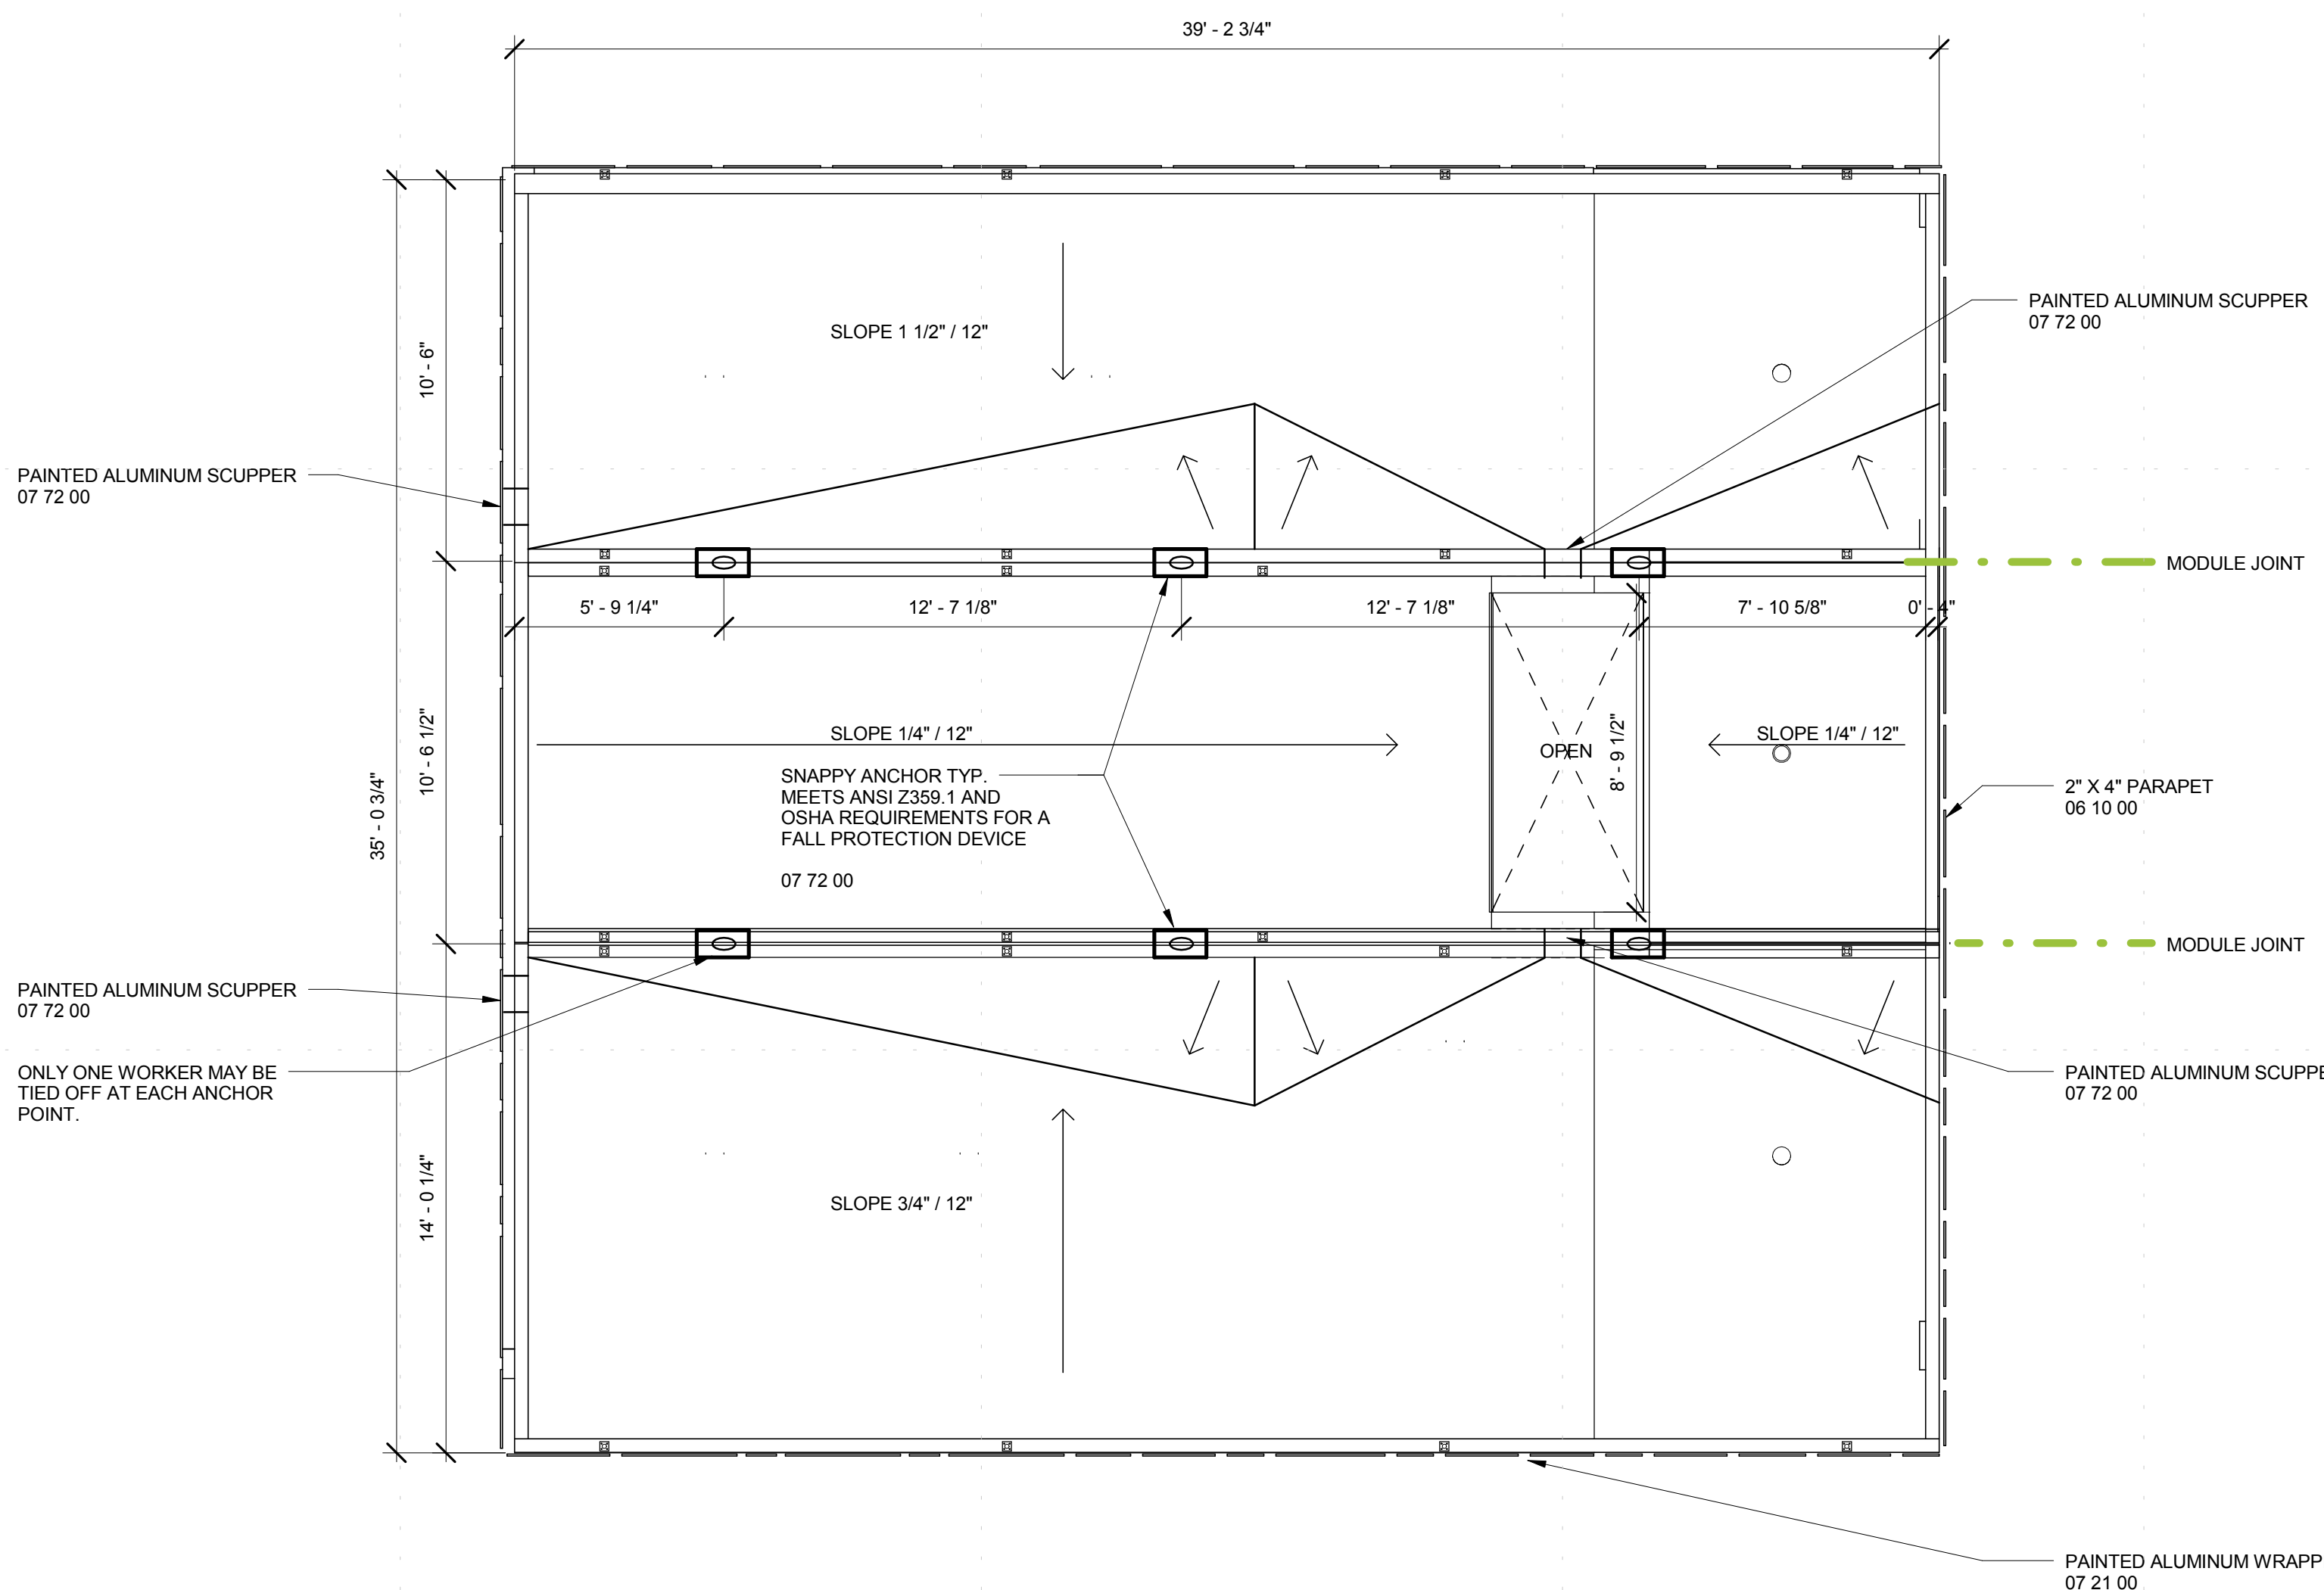 39' - 2 3/4"
PAINTED ALUMINUM SCUPPER
07 72 00
SLOPE 1 1/2" / 12"
10' - 6"
PAINTED ALUMINUM SCUPPER
07 72 00
MODULE JOINT
5' - 9 1/4"
12' - 7 1/8"
12' - 7 1/8"
7' - 10 5/8"
0' - 4"
35' - 0 3/4"
10' - 6 1/2"
SLOPE 1/4" / 12"
OPEN
8' - 9 1/2"
SLOPE 1/4" / 12"
SNAPPY ANCHOR TYP.
MEETS ANSI Z359.1 AND
OSHA REQUIREMENTS FOR A
FALL PROTECTION DEVICE
07 72 00
2" X 4" PARAPET
06 10 00
MODULE JOINT
PAINTED ALUMINUM SCUPPER
07 72 00
ONLY ONE WORKER MAY BE
TIED OFF AT EACH ANCHOR
POINT.
PAINTED ALUMINUM SCUPPE
07 72 00
14' - 0 1/4"
SLOPE 3/4" / 12"
PAINTED ALUMINUM WRAPP
07 21 00